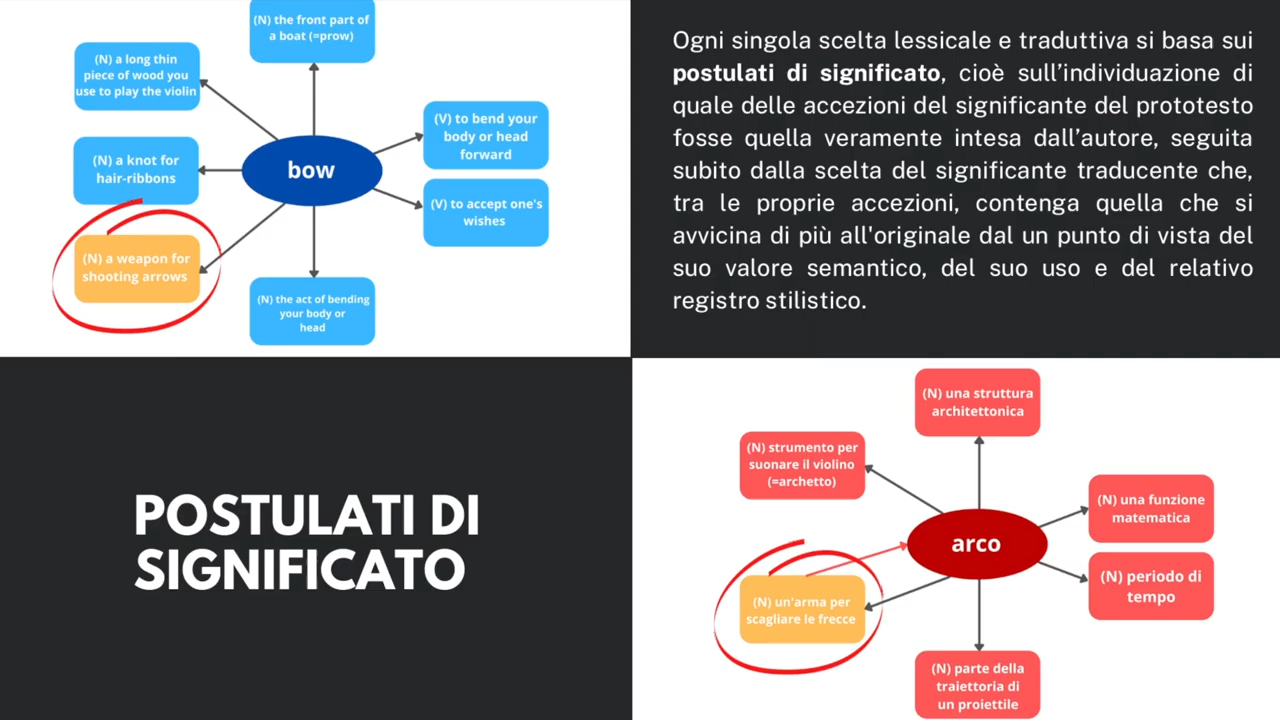 (N) the front part of
a boat (=prow)
(N) a long thin
piece of wood you
use to play the violin
(V) to bend your
body or head
forward
(N) a knot for
hair-ribbons
bow
(V) to accept one's
wishes
(N) a weapon for
shooting arrows
(N) the act of bending
your body or
head
Ogni singola scelta lessicale e traduttiva si basa sui
postulati di significato, cioè sull’individuazione di
quale delle accezioni del significante del prototesto
fosse quella veramente intesa dall’autore, seguita
subito dalla scelta del significante traducente che,
tra le proprie accezioni, contenga quella che si
avvicina di più all'originale dal un punto di vista del
suo valore semantico, del suo uso e del relativo
registro stilistico.
POSTULATI DI
SIGNIFICATO
(N) una struttura
architettonica
(N) strumento per
suonare il violino
(=archetto)
(N) una funzione
matematica
arco
(N) periodo di
tempo
(N) un'arma per
scagliare le frecce
(N) parte della
traiettoria di
un proiettile